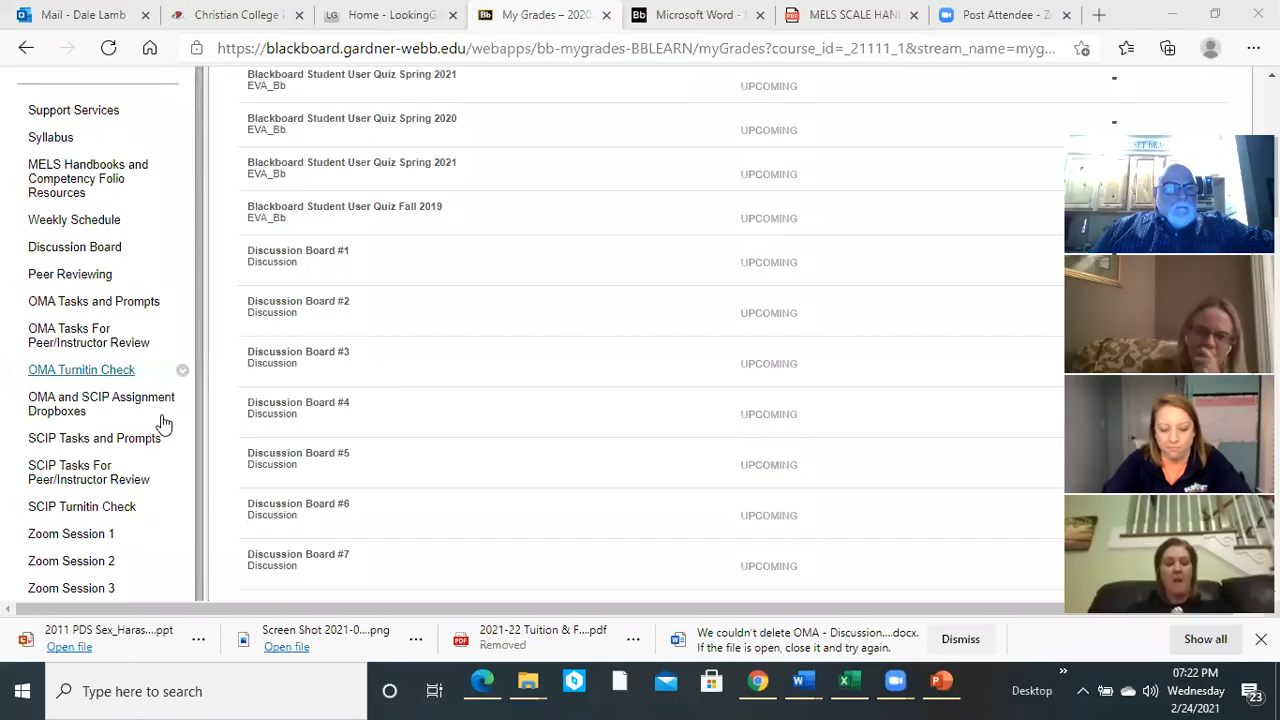 Mail - Dale Lamb
Christian College
Home - LookingG
My Grades – 2020
Microsoft Word -
MELS SCALE HAN
Post Attendee - Z
https://blackboard.gardner-webb.edu/webapps/bb-mygrades-BBLEARN/myGrades?course_id=_21111_1&stream_name=myg...
Support Services
Syllabus
MELS Handbooks and
Competency Folio
Resources
Weekly Schedule
Discussion Board
Peer Reviewing
OMA Tasks and Prompts
OMA Tasks For
Peer/Instructor Review
OMA Turnitin Check
OMA and SCIP Assignment
Dropboxes
SCIP Tasks and Prompts
SCIP Tasks For
Peer/Instructor Review
SCIP Turnitin Check
Zoom Session 1
Zoom Session 2
Zoom Session 3
Blackboard Student User Quiz Spring 2021
EVA_Bb
UPCOMING
-
Blackboard Student User Quiz Spring 2020
EVA_Bb
UPCOMING
-
Blackboard Student User Quiz Spring 2021
EVA_Bb
UPCOMING
Blackboard Student User Quiz Fall 2019
EVA_Bb
UPCOMING
Discussion Board #1
Discussion
UPCOMING
Discussion Board #2
Discussion
UPCOMING
Discussion Board #3
Discussion
UPCOMING
Discussion Board #4
Discussion
UPCOMING
Discussion Board #5
Discussion
UPCOMING
Discussion Board #6
Discussion
UPCOMING
Discussion Board #7
Discussion
UPCOMING
2011 PDS Sex_Haras....ppt
Open file
Screen Shot 2021-0....png
Open file
2021-22 Tuition & F....pdf
Removed
We couldn't delete OMA - Discussion....docx.
If the file is open, close it and try again.
Dismiss
Show all
Type here to search
Desktop
07:22 PM
Wednesday
2/24/2021
23